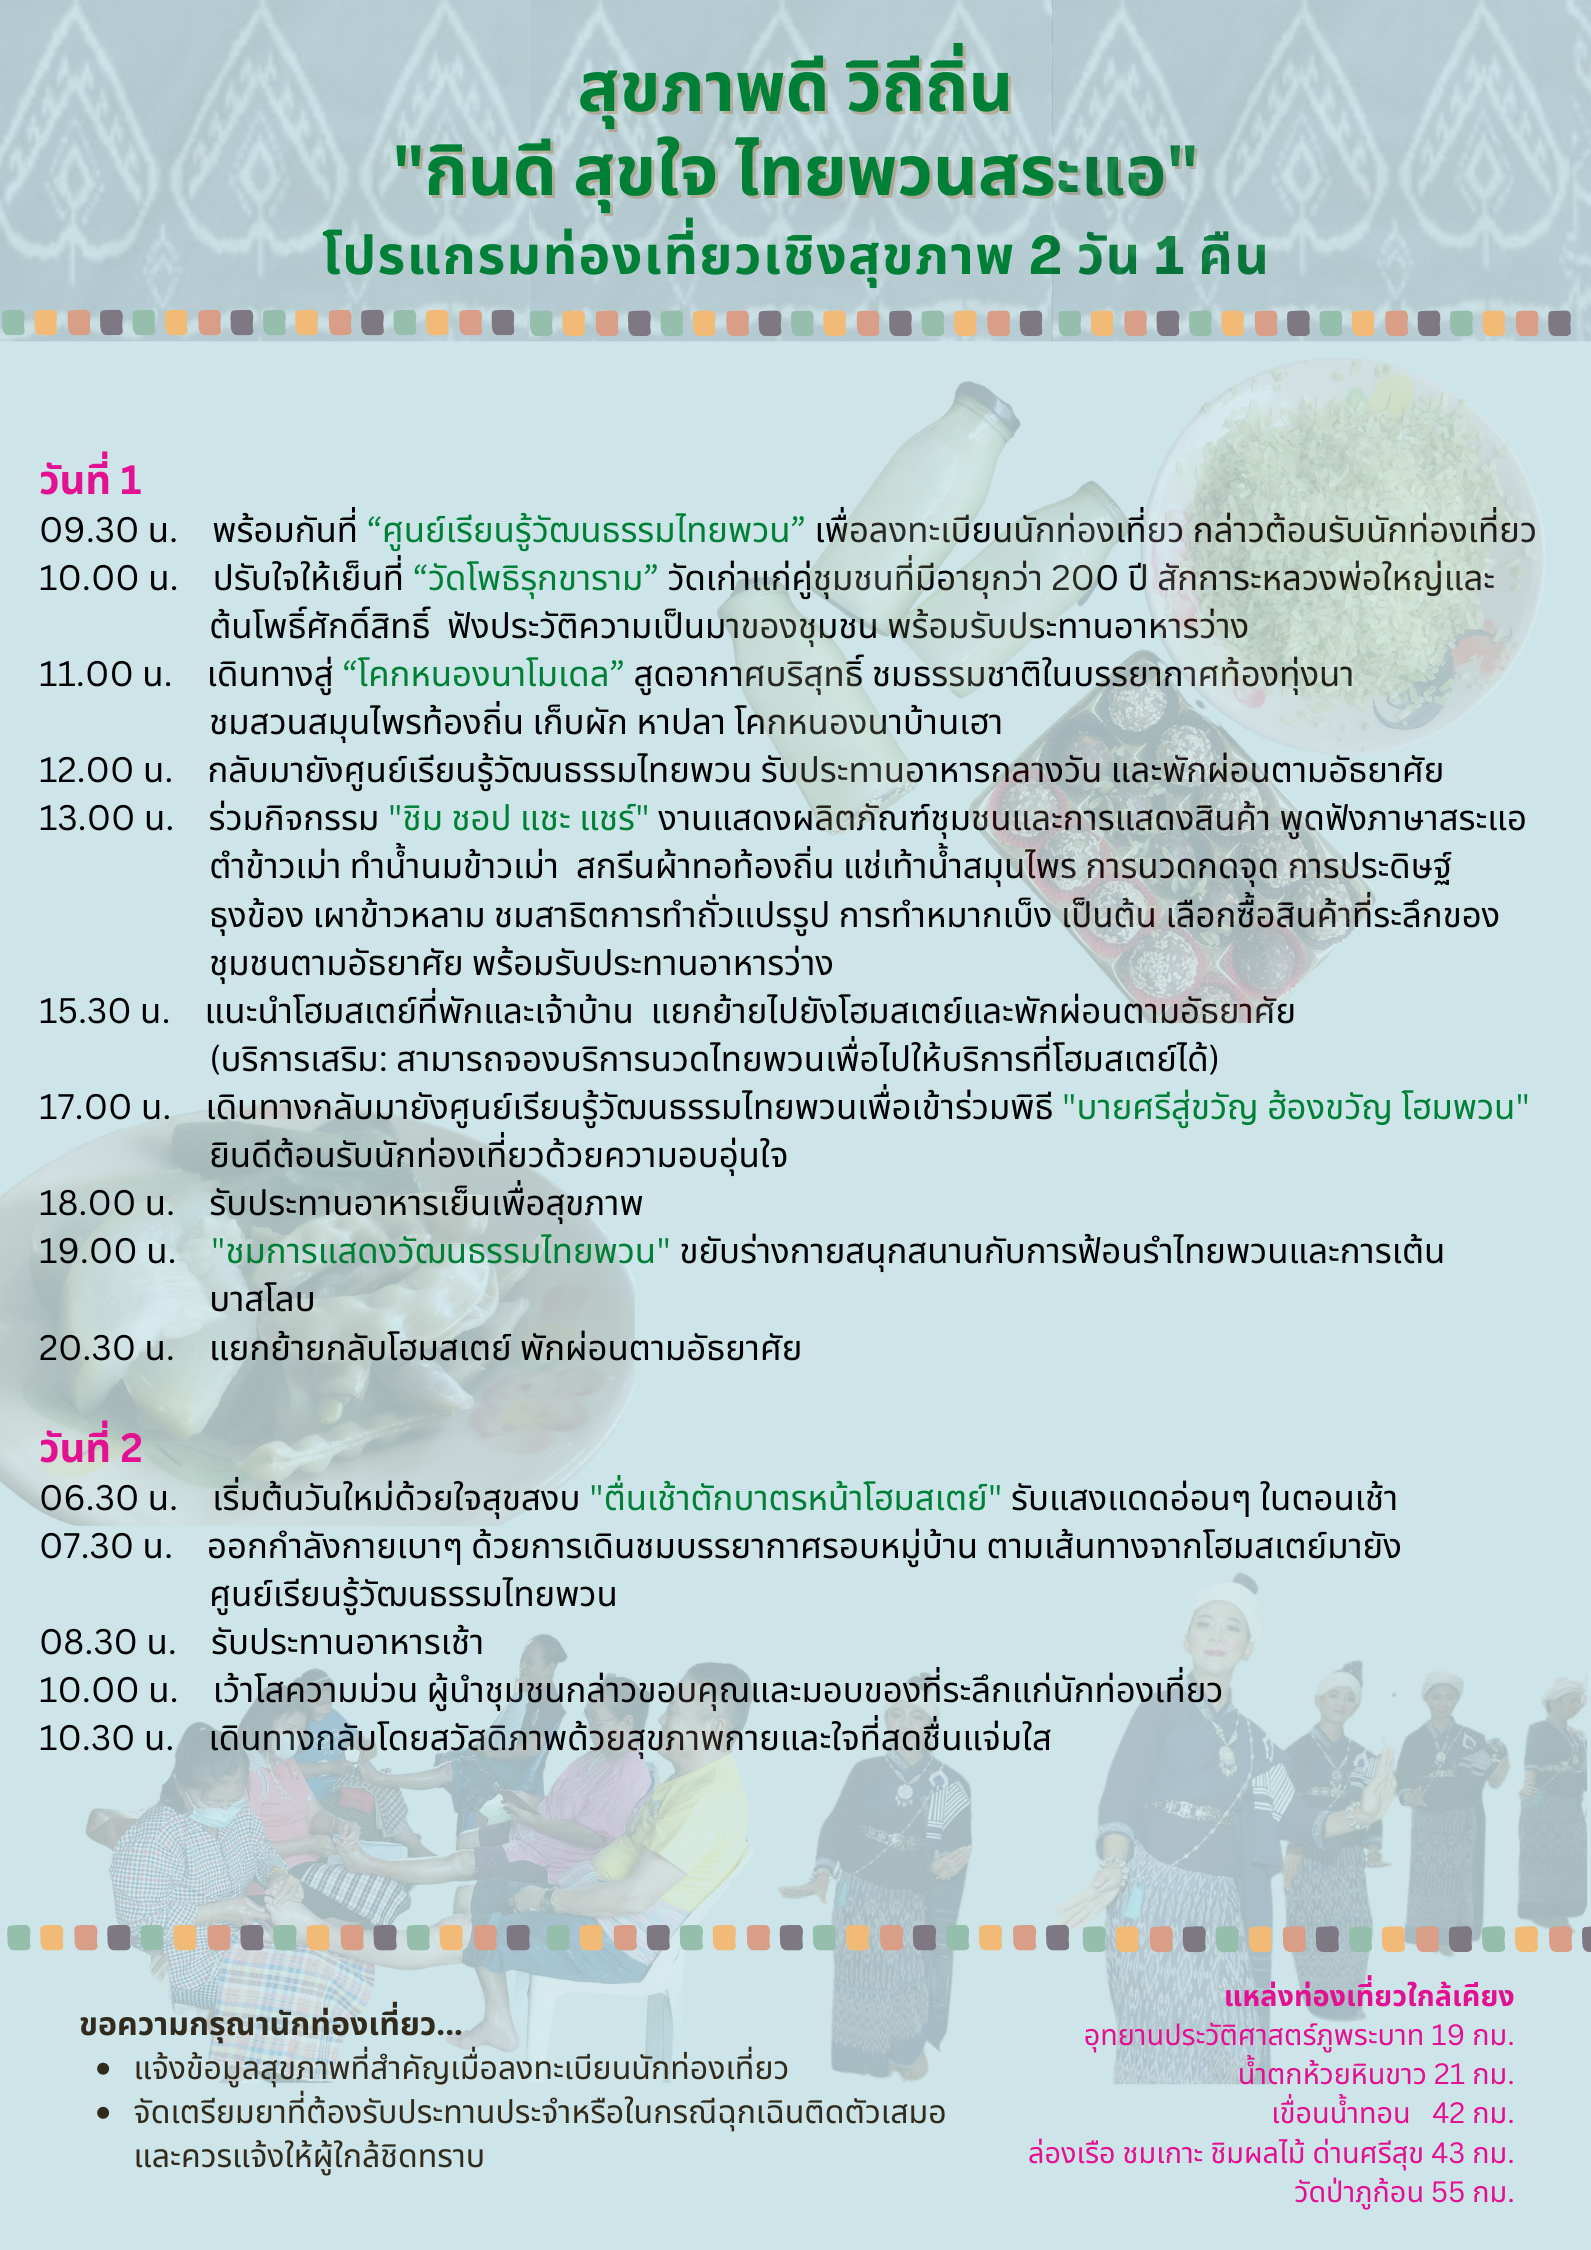 สุขภาพดี วิถีถิ่น
"กินดี สุขใจ ไทยพวนสระแอ"
โปรแกรมท่องเที่ยวเชิงสุขภาพ 2 วัน 1 คืน
วันที่ 1
09.30 น. พร้อมกันที่ “ศูนย์เรียนรู้วัฒนธรรมไทยพวน” เพื่อลงทะเบียนนักท่องเที่ยว กล่าวต้อนรับนักท่องเที่ยว
10.00 น. ปรับใจให้เย็นที่ “วัดโพธิรุกขาราม” วัดเก่าแก่คู่ชุมชนที่มีอายุกว่า 200 ปี สักการะหลวงพ่อใหญ่และ
ต้นโพธิ์ศักดิ์สิทธิ์ ฟังประวัติความเป็นมาของชุมชน พร้อมรับประทานอาหารว่าง
11.00 น. เดินทางสู่ “โคกหนองนาโมเดล” สูดอากาศบริสุทธิ์ ชมธรรมชาติในบรรยากาศท้องทุ่งนา
ชมสวนสมุนไพรท้องถิ่น เก็บผัก หาปลา โคกหนองนาบ้านเฮา
12.00 น. กลับมายังศูนย์เรียนรู้วัฒนธรรมไทยพวน รับประทานอาหารกลางวัน และพักผ่อนตามอัธยาศัย
13.00 น. ร่วมกิจกรรม "ชิม ชอป แชะ แชร์" งานแสดงผลิตภัณฑ์ชุมชนและการแสดงสินค้า พูดฟังภาษาสระแอ
ตำข้าวเม่า ทำน้ำนมข้าวเม่า สกรีนผ้าทอท้องถิ่น แช่เท้าน้ำสมุนไพร การนวดกดจุด การประดิษฐ์
ธุงข้อง เผาข้าวหลาม ชมสาธิตการทำถั่วแปรรูป การทำหมากเบ็ง เป็นต้น เลือกซื้อสินค้าที่ระลึกของ
ชุมชนตามอัธยาศัย พร้อมรับประทานอาหารว่าง
15.30 น. แนะนำโฮมสเตย์ที่พักและเจ้าบ้าน แยกย้ายไปยังโฮมสเตย์และพักผ่อนตามอัธยาศัย
(บริการเสริม: สามารถจองบริการนวดไทยพวนเพื่อไปให้บริการที่โฮมสเตย์ได้)
17.00 น. เดินทางกลับมายังศูนย์เรียนรู้วัฒนธรรมไทยพวนเพื่อเข้าร่วมพิธี "บายศรีสู่ขวัญ ฮ้องขวัญ โฮมพวน"
ยินดีต้อนรับนักท่องเที่ยวด้วยความอบอุ่นใจ
18.00 น. รับประทานอาหารเย็นเพื่อสุขภาพ
19.00 น. "ชมการแสดงวัฒนธรรมไทยพวน" ขยับร่างกายสนุกสนานกับการฟ้อนรำไทยพวนและการเต้น
บาสโลบ
20.30 น. แยกย้ายกลับโฮมสเตย์ พักผ่อนตามอัธยาศัย
วันที่ 2
06.30 น. เริ่มต้นวันใหม่ด้วยใจสุขสงบ "ตื่นเช้าตักบาตรหน้าโฮมสเตย์" รับแสงแดดอ่อนๆ ในตอนเช้า
07.30 น. ออกกำลังกายเบาๆ ด้วยการเดินชมบรรยากาศรอบหมู่บ้าน ตามเส้นทางจากโฮมสเตย์มายัง
ศูนย์เรียนรู้วัฒนธรรมไทยพวน
08.30 น. รับประทานอาหารเช้า
10.00 น. เว้าโสความม่วน ผู้นำชุมชนกล่าวขอบคุณและมอบของที่ระลึกแก่นักท่องเที่ยว
10.30 น. เดินทางกลับโดยสวัสดิภาพด้วยสุขภาพกายและใจที่สดชื่นแจ่มใส
ขอความกรุณานักท่องเที่ยว...
• แจ้งข้อมูลสุขภาพที่สำคัญเมื่อลงทะเบียนนักท่องเที่ยว
• จัดเตรียมยาที่ต้องรับประทานประจำหรือในกรณีฉุกเฉินติดตัวเสมอ
และควรแจ้งให้ผู้ใกล้ชิดทราบ
แหล่งท่องเที่ยวใกล้เคียง
อุทยานประวัติศาสตร์ภูพระบาท 19 กม.
น้ำตกห้วยหินขาว 21 กม.
เขื่อนน้ำทอน 42 กม.
ล่องเรือ ชมเกาะ ชิมผลไม้ ด่านศรีสุข 43 กม.
วัดป่าภูก้อน 55 กม.